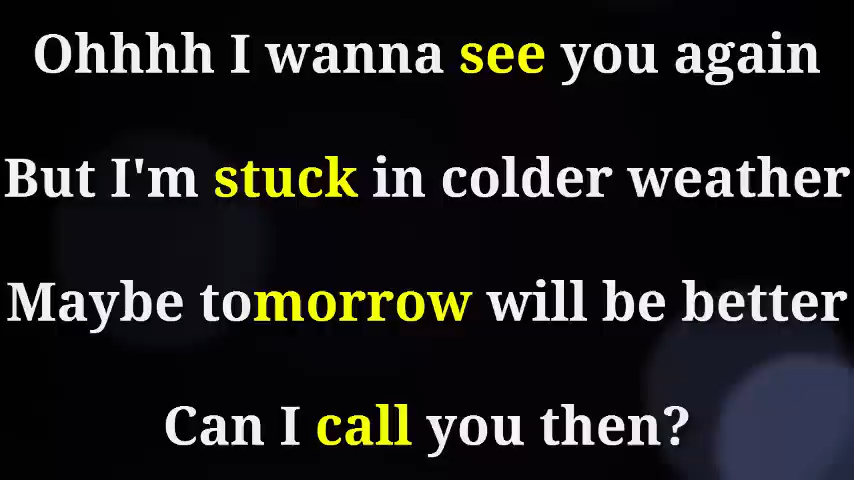 Ohhhh I wanna see you again
But I'm stuck in colder weather
Maybe tomorrow will be better
Can I call you then?